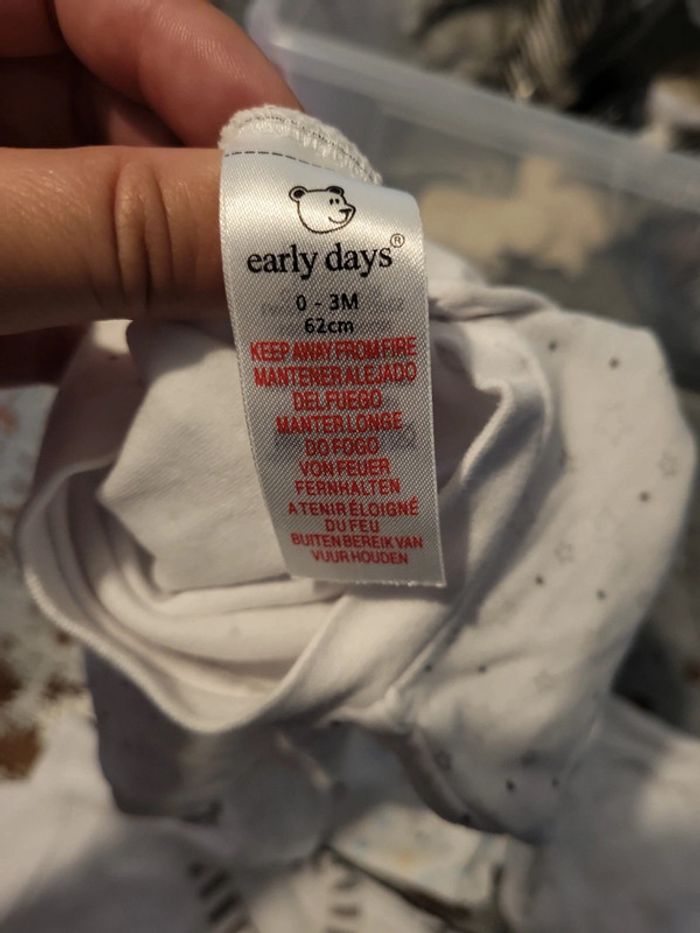 early days®
0 - 3M
62cm
KEEP AWAY FROM FIRE
MANTENER ALEJADO
DEL FUEGO
MANTER LONGE
DO FOGO
VON FEUER
FERNHALTEN
A TENIR ÉLOIGNÉ
DU FEU
BUITEN BEREIK VAN
VUUR HOUDEN